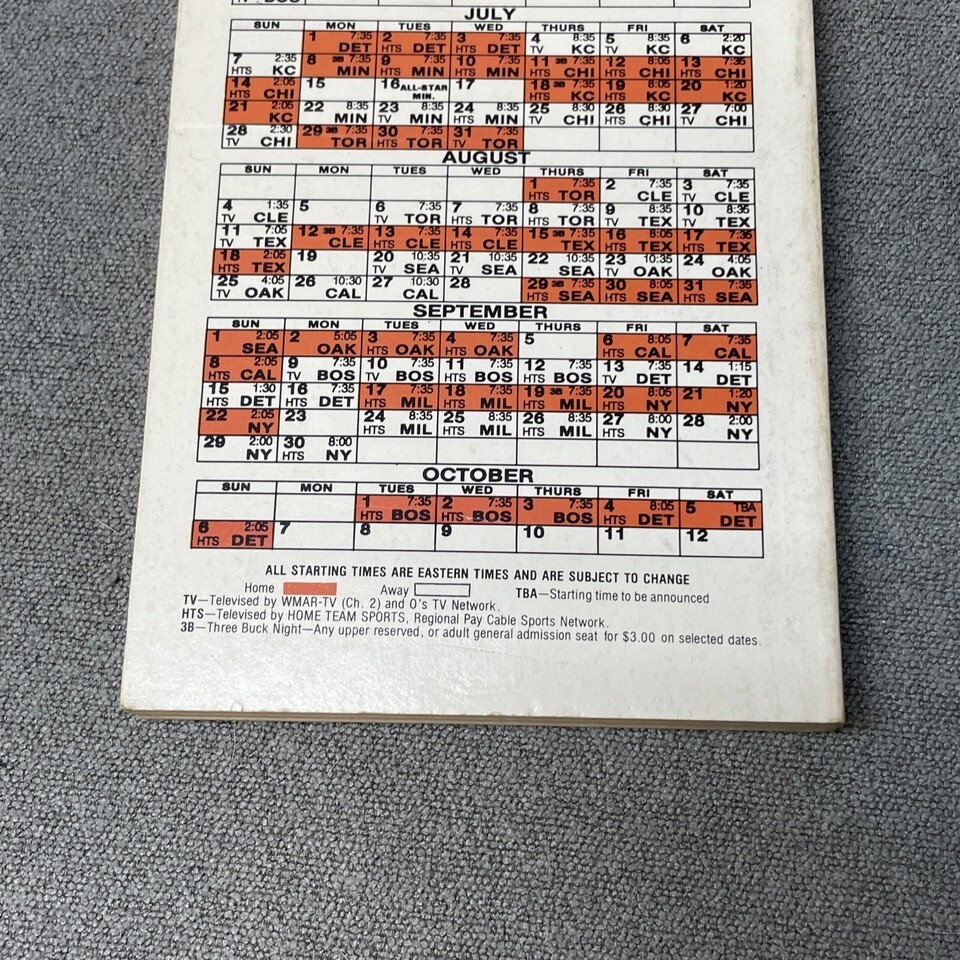 BOS
JULY
SUN MON TUES WED THURS FRI SAT
1 7:35 2 7:35 3 7:35 4 8:35 5 8:35 6 2:20
DET HTS DET HTS DET TV KC TV KC KC
7 2:35 8 3B 7:35 9 7:35 10 7:35 11 3B 7:35 12 8:05 13 7:35
HTS KC MIN HTS MIN HTS MIN HTS CHI HTS CHI HTS CHI
14 2:05 15 16 ALL-STAR 17 18 3B 7:35 19 8:05 20 1:20
HTS CHI MIN. HTS KC HTS KC KC
21 2:05 22 8:35 23 8:35 24 8:35 25 8:30 26 8:30 27 7:00
KC MIN TV MIN HTS MIN TV CHI HTS CHI TV CHI
28 2:30 29 3B 7:35 30 7:35 31 7:35
TV CHI TOR HTS TOR TV TOR
AUGUST
SUN MON TUES WED THURS FRI SAT
1 7:35 2 7:35 3 7:35
HTS TOR CLE TV CLE
4 1:35 5 6 7:35 7 7:35 8 7:35 9 8:35 10 8:35
TV CLE TV TOR HTS TOR HTS TOR TV TEX TV TEX
11 7:05 12 3B 7:35 13 7:35 14 7:35 15 3B 7:35 16 8:05 17 7:35
TV TEX CLE HTS CLE HTS CLE TEX HTS TEX HTS TEX
18 2:05 19 20 10:35 21 10:35 22 10:35 23 10:35 24 4:05
HTS TEX TV SEA TV SEA SEA TV OAK OAK
25 4:05 26 10:30 27 10:30 28 29 3B 7:35 30 8:05 31 7:35
TV OAK CAL CAL HTS SEA HTS SEA HTS SEA
SEPTEMBER
SUN MON TUES WED THURS FRI SAT
1 2:05 2 5:05 3 7:35 4 7:35 5 6 8:05 7 7:35
SEA OAK HTS OAK HTS OAK HTS CAL CAL
8 2:05 9 7:35 10 7:35 11 7:35 12 7:35 13 7:35 14 1:15
HTS CAL TV BOS TV BOS HTS BOS HTS BOS TV DET DET
15 1:30 16 7:35 17 7:35 18 7:35 19 3B 7:35 20 8:05 21 1:20
HTS DET HTS DET HTS MIL HTS MIL HTS MIL HTS NY NY
22 2:05 23 24 8:35 25 8:35 26 8:35 27 8:00 28 2:00
NY HTS MIL HTS MIL HTS MIL HTS NY NY
29 2:00 30 8:00
NY HTS NY
OCTOBER
SUN MON TUES WED THURS FRI SAT
1 7:35 2 7:35 3 7:35 4 8:05 5 TBA
HTS BOS HTS BOS BOS HTS DET DET
6 2:05 7 8 9 10 11 12
HTS DET
ALL STARTING TIMES ARE EASTERN TIMES AND ARE SUBJECT TO CHANGE
Home Away TBA—Starting time to be announced
TV—Televised by WMAR-TV (Ch. 2) and O's TV Network.
HTS—Televised by HOME TEAM SPORTS, Regional Pay Cable Sports Network.
3B—Three Buck Night—Any upper reserved, or adult general admission seat for $3.00 on selected dates.